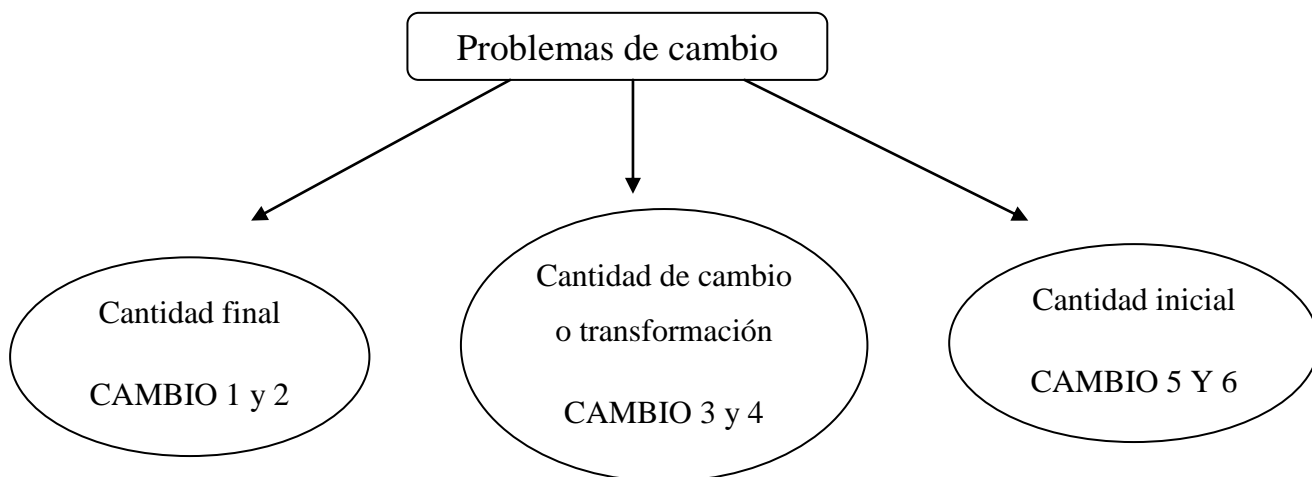 Problemas de cambio
Cantidad final
CAMBIO 1 y 2
Cantidad de cambio
o transformación
CAMBIO 3 y 4
Cantidad inicial
CAMBIO 5 Y 6